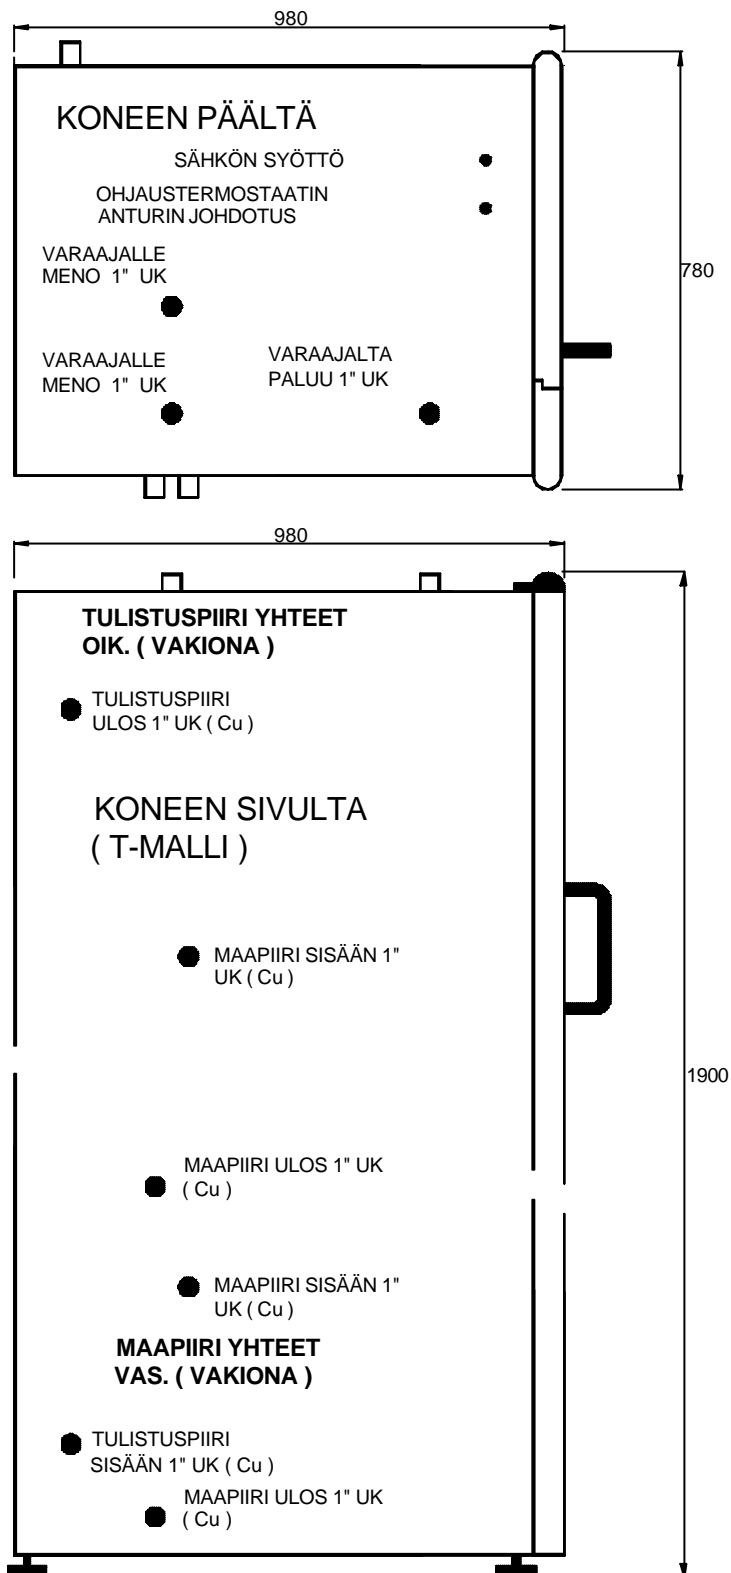 980
KONEEN PÄÄLTÄ
SÄHKÖN SYÖTTÖ
OHJAUSTERMOSTAATIN
ANTURIN JOHDOTUS
VARAAJALLE
MENO 1" UK
780
VARAAJALLE
MENO 1" UK
VARAAJALTA
PALUU 1" UK
980
TULISTUSPIIRI YHTEET
OIK. ( VAKIONA )
TULISTUSPIIRI
ULOS 1" UK ( Cu )
KONEEN SIVULTA
( T-MALLI )
MAAPIIRI SISÄÄN 1"
UK ( Cu )
1900
MAAPIIRI ULOS 1" UK
( Cu )
MAAPIIRI SISÄÄN 1"
UK ( Cu )
MAAPIIRI YHTEET
VAS. ( VAKIONA )
TULISTUSPIIRI
SISÄÄN 1" UK ( Cu )
MAAPIIRI ULOS 1" UK
( Cu )